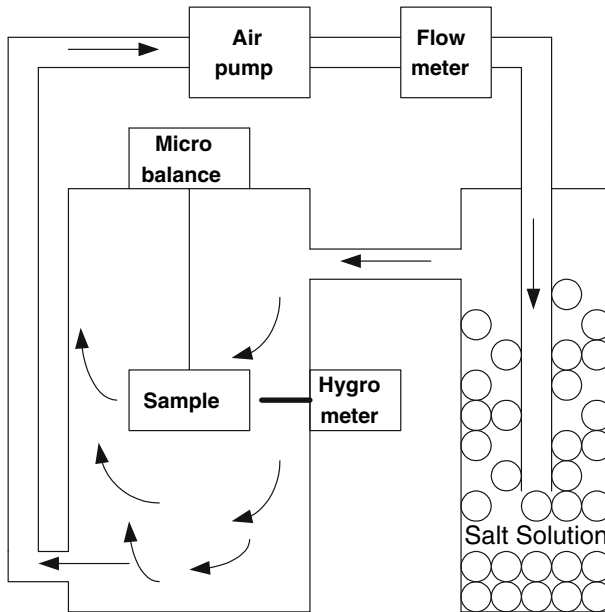 Air
pump
Flow
meter
Micro
balance
Sample
Hygro
meter
Salt Solution